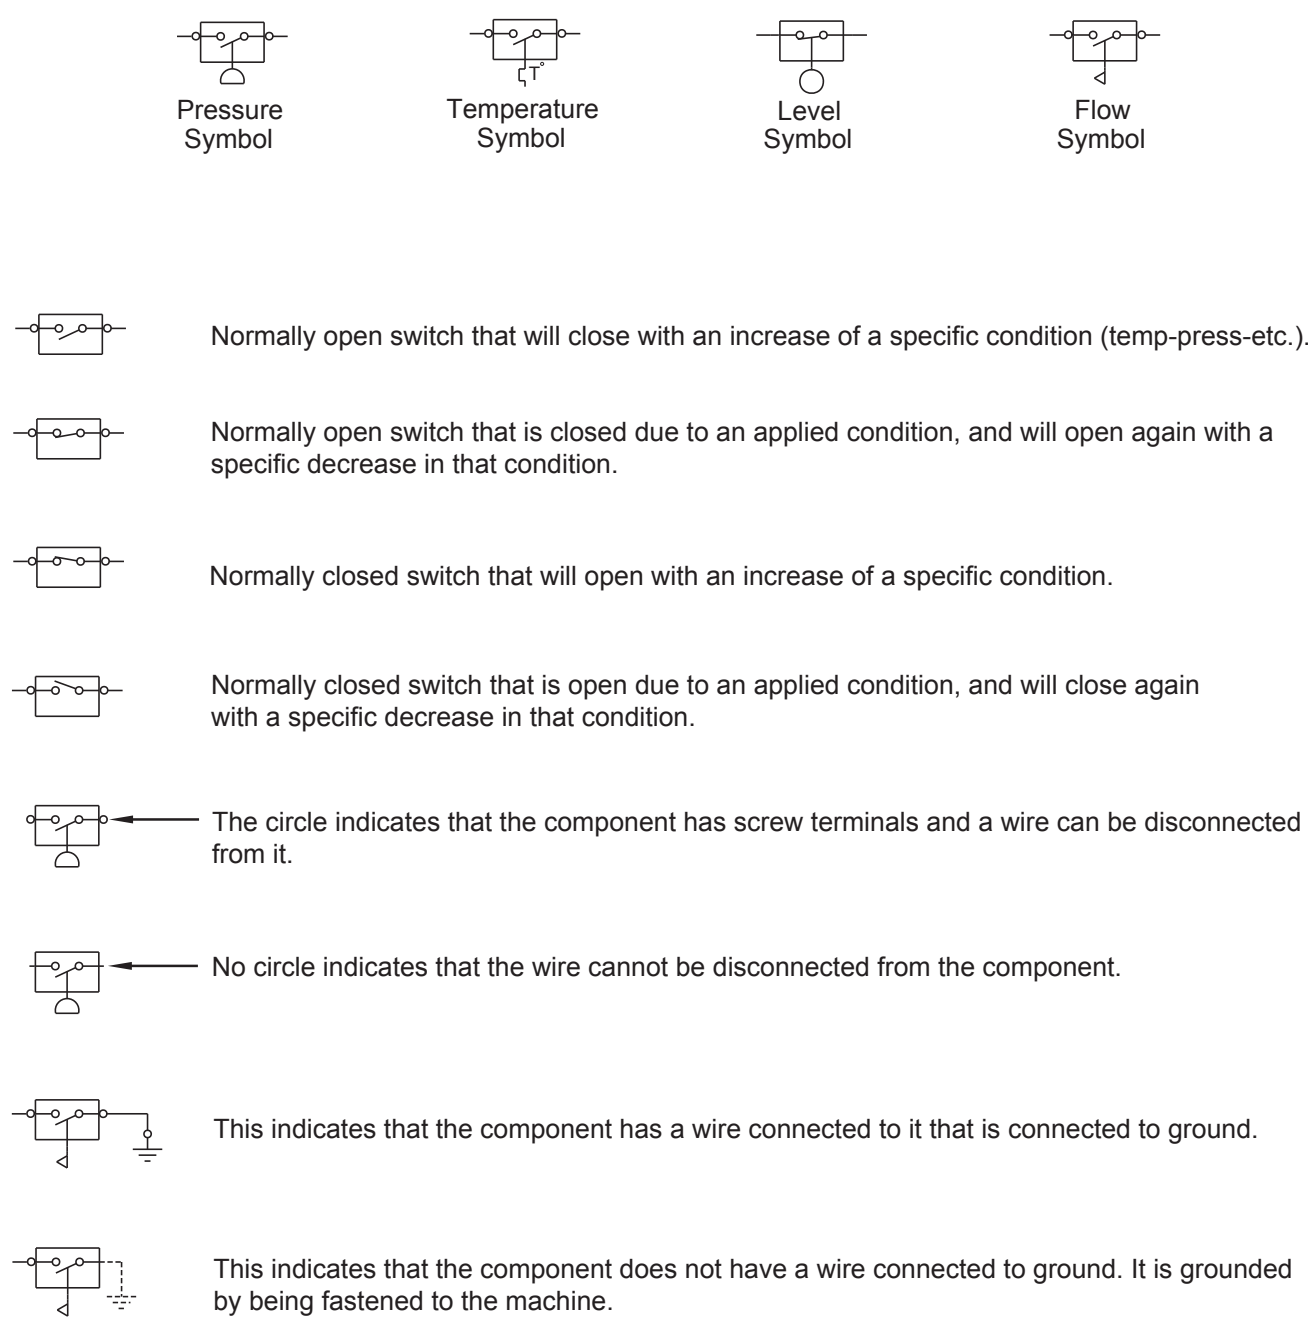 Pressure
Symbol
T°
Temperature
Symbol
Level
Symbol
Flow
Symbol
Normally open switch that will close with an increase of a specific condition (temp-press-etc.).
Normally open switch that is closed due to an applied condition, and will open again with a
specific decrease in that condition.
Normally closed switch that will open with an increase of a specific condition.
Normally closed switch that is open due to an applied condition, and will close again
with a specific decrease in that condition.
The circle indicates that the component has screw terminals and a wire can be disconnected
from it.
No circle indicates that the wire cannot be disconnected from the component.
This indicates that the component has a wire connected to it that is connected to ground.
This indicates that the component does not have a wire connected to ground. It is grounded
by being fastened to the machine.